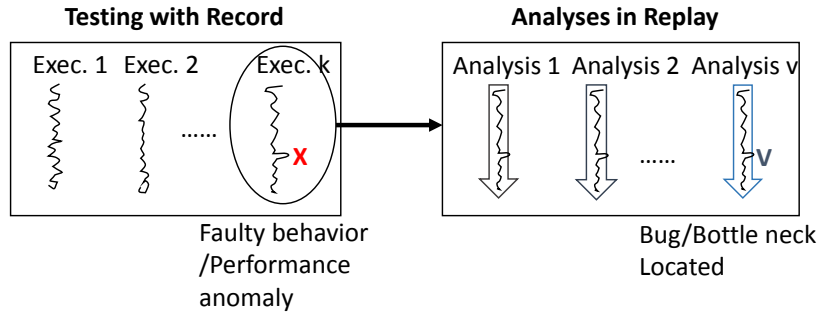 Testing with Record
Analyses in Replay
Exec. 1 Exec. 2 Exec. k
Analysis 1 Analysis 2 Analysis v
......
X
......
V
Faulty behavior
/Performance
anomaly
Bug/Bottle neck
Located